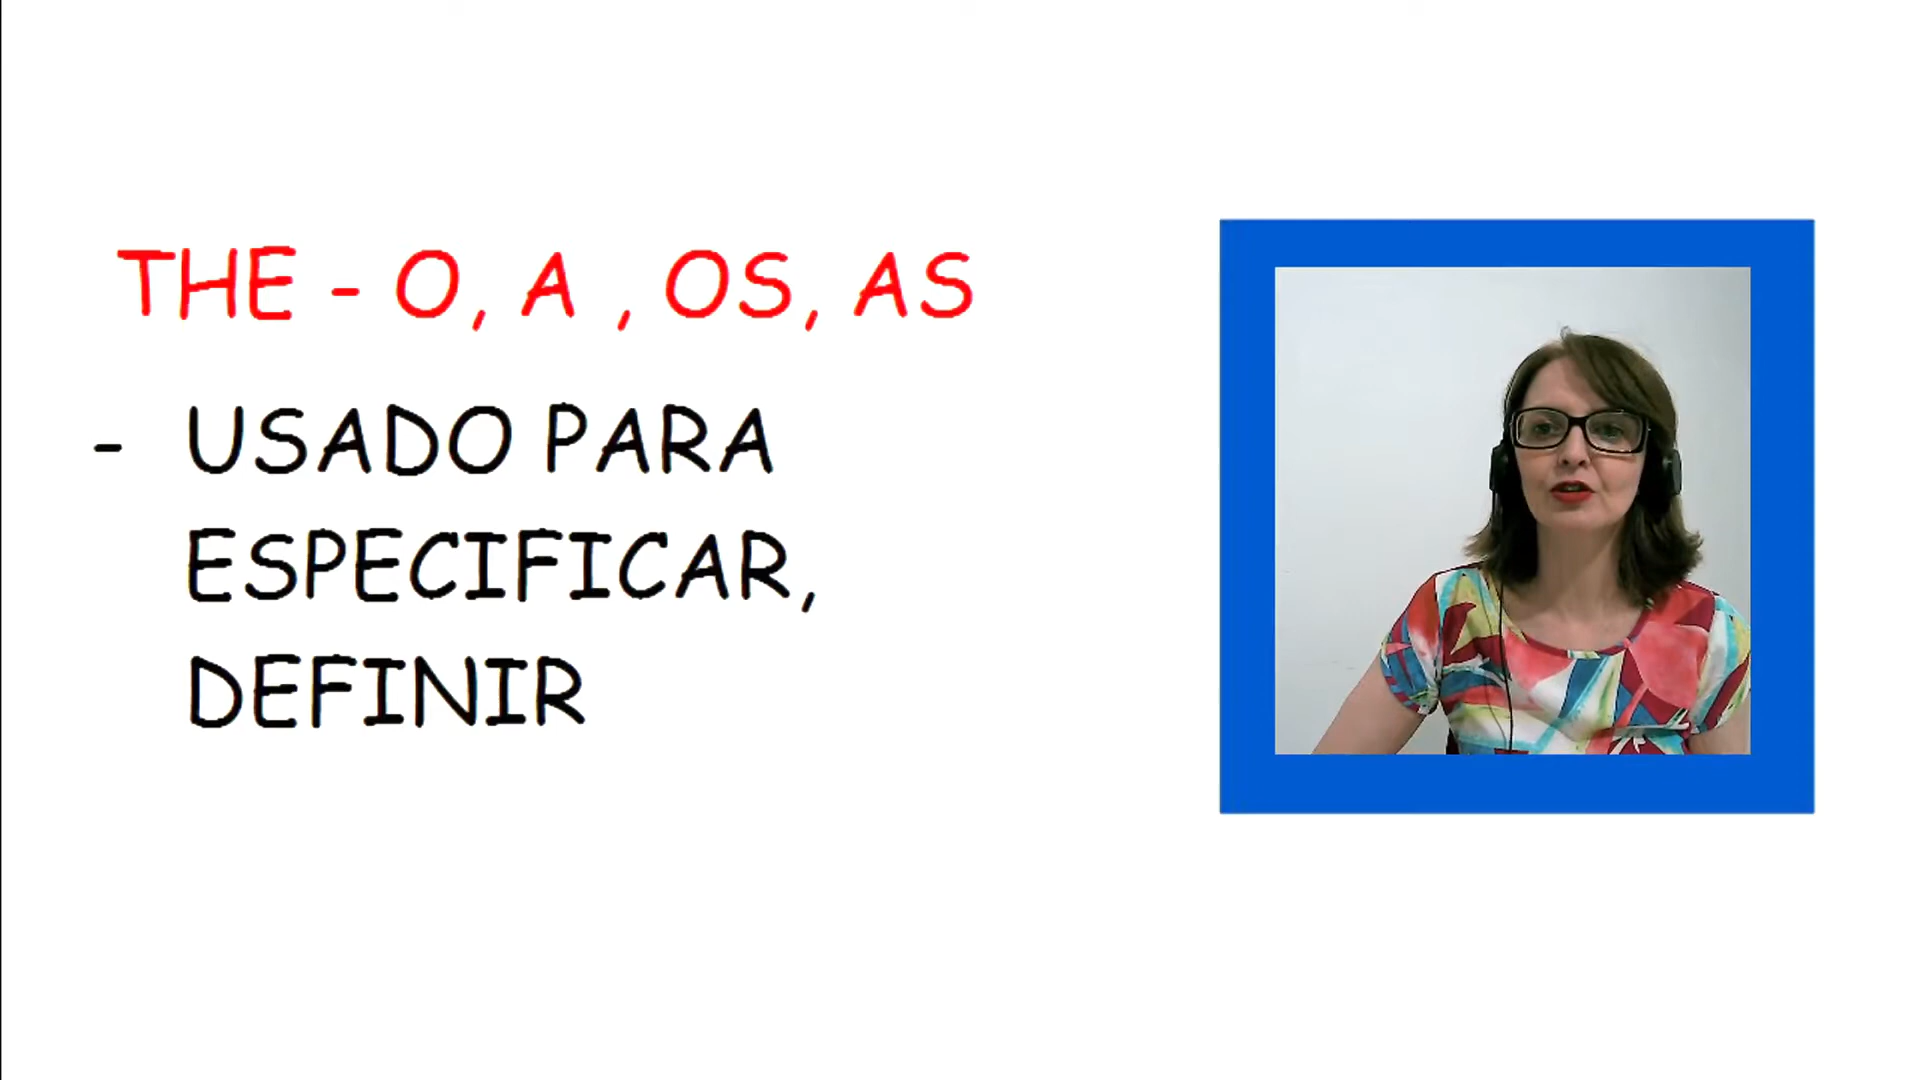 THE - O, A , OS, AS
- USADO PARA
ESPECIFICAR,
DEFINIR